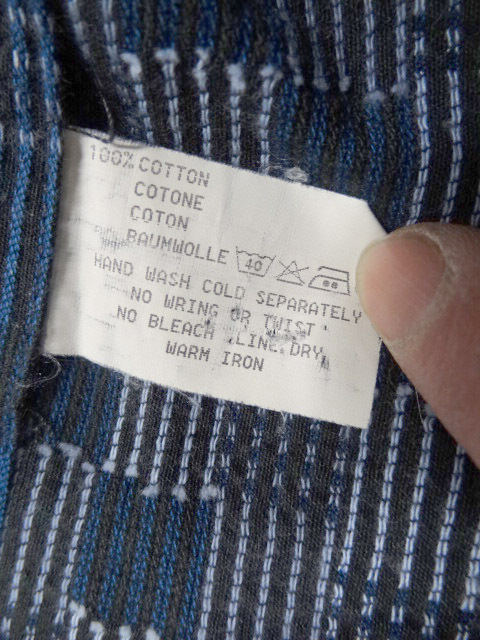 100% COTTON
COTONE
COTON
BAUMWOLLE 40
HAND WASH COLD SEPARATELY
NO WRING OR TWIST
NO BLEACH LINE DRY
WARM IRON